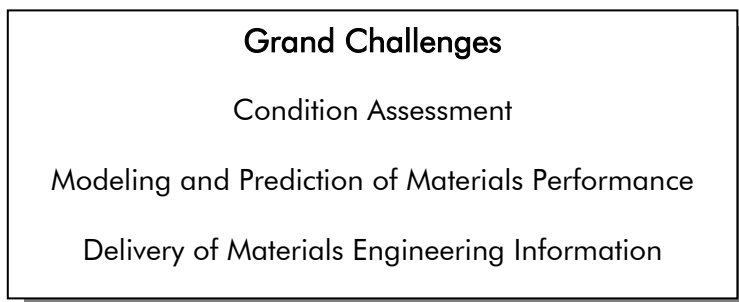 Grand Challenges
Condition Assessment
Modeling and Prediction of Materials Performance
Delivery of Materials Engineering Information